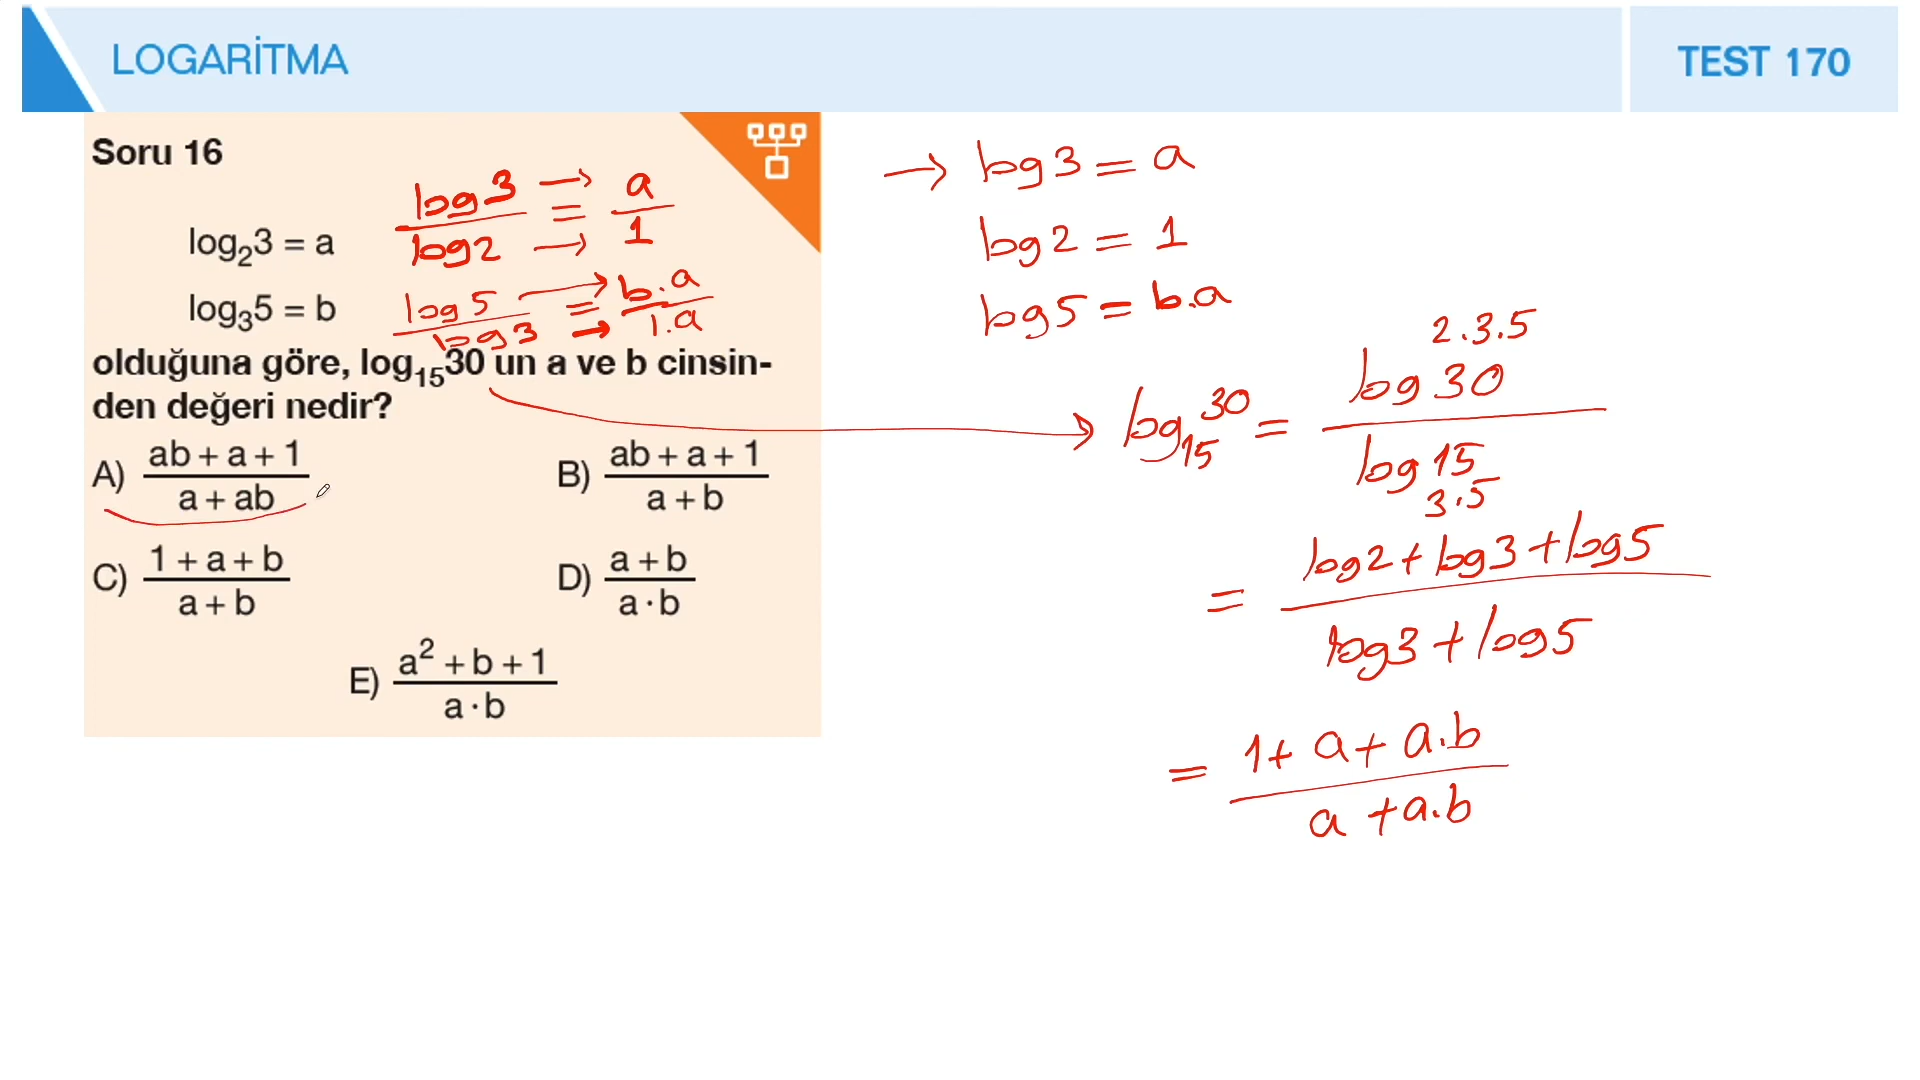 LOGARİTMA
TEST 170
Soru 16
log₂3 = a
log₃5 = b
olduğuna göre, log₁₅30 un a ve b cinsin-
den değeri nedir?
A) (ab + a + 1)/(a + ab)
B) (ab + a + 1)/(a + b)
C) (1 + a + b)/(a + b)
D) (a + b)/(a · b)
E) (a² + b + 1)/(a · b)
log3/log2 → = → a/1
log5/log3 → = → b.a/1.a
→ log3 = a
log2 = 1
log5 = b.a
2.3.5
→ log₁₅30 = log30/log15
3.5
= (log2 + log3 + log5)/(log3 + log5)
= (1 + a + a.b)/(a + a.b)